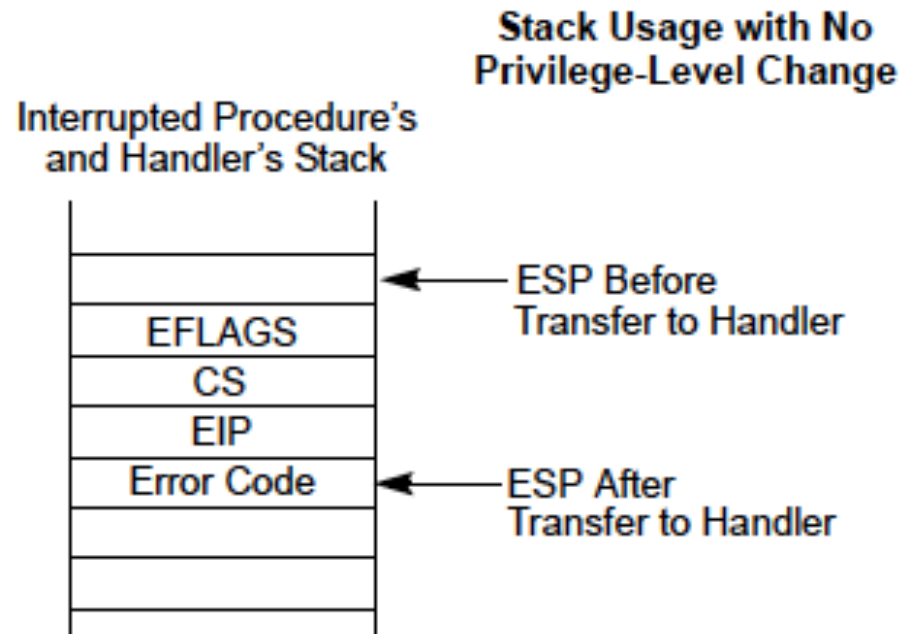 Stack Usage with No
Privilege-Level Change
Interrupted Procedure's
and Handler's Stack
ESP Before
Transfer to Handler
EFLAGS
CS
EIP
Error Code
ESP After
Transfer to Handler